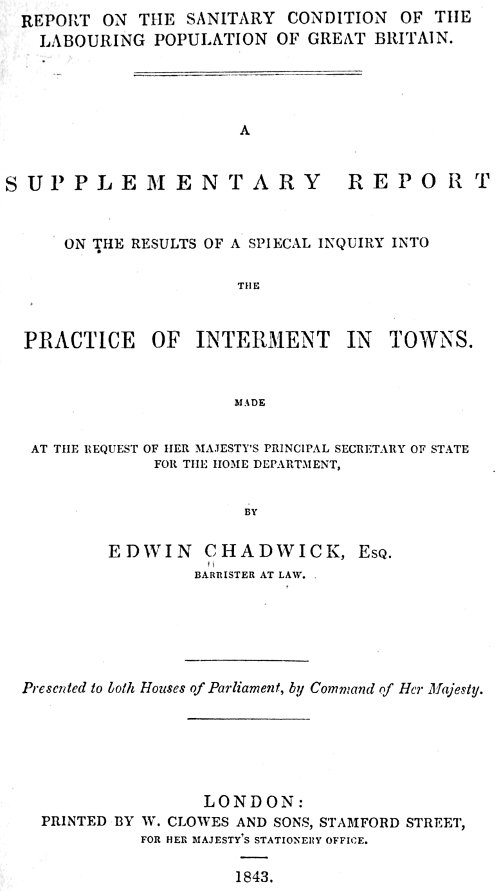 REPORT ON THE SANITARY CONDITION OF THE
LABOURING POPULATION OF GREAT BRITAIN.
A
SUPPLEMENTARY REPORT
ON THE RESULTS OF A SPIECAL INQUIRY INTO
THE
PRACTICE OF INTERMENT IN TOWNS.
MADE
AT THE REQUEST OF HER MAJESTY'S PRINCIPAL SECRETARY OF STATE
FOR THE HOME DEPARTMENT,
BY
EDWIN CHADWICK, Esq.
BARRISTER AT LAW.
Presented to both Houses of Parliament, by Command of Her Majesty.
LONDON:
PRINTED BY W. CLOWES AND SONS, STAMFORD STREET,
FOR HER MAJESTY'S STATIONERY OFFICE.
1843.